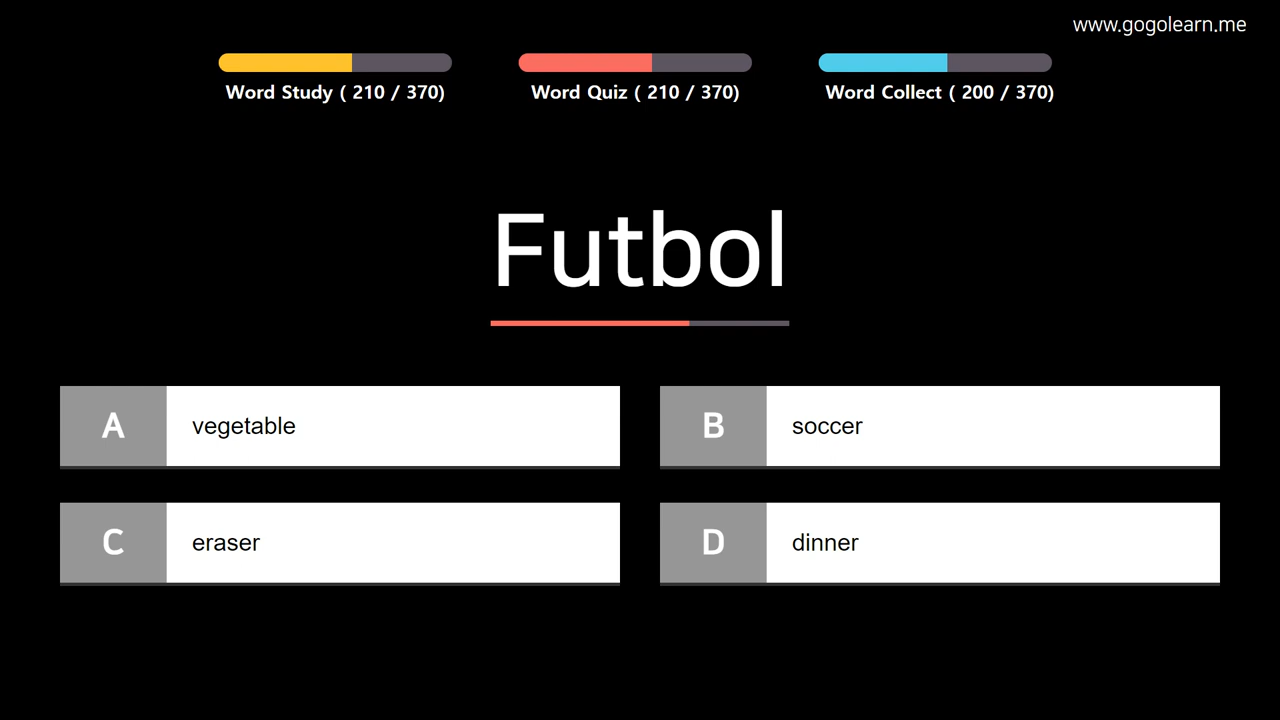 www.gogolearn.me
Word Study ( 210 / 370)
Word Quiz ( 210 / 370)
Word Collect ( 200 / 370)
Futbol
A vegetable
B soccer
C eraser
D dinner